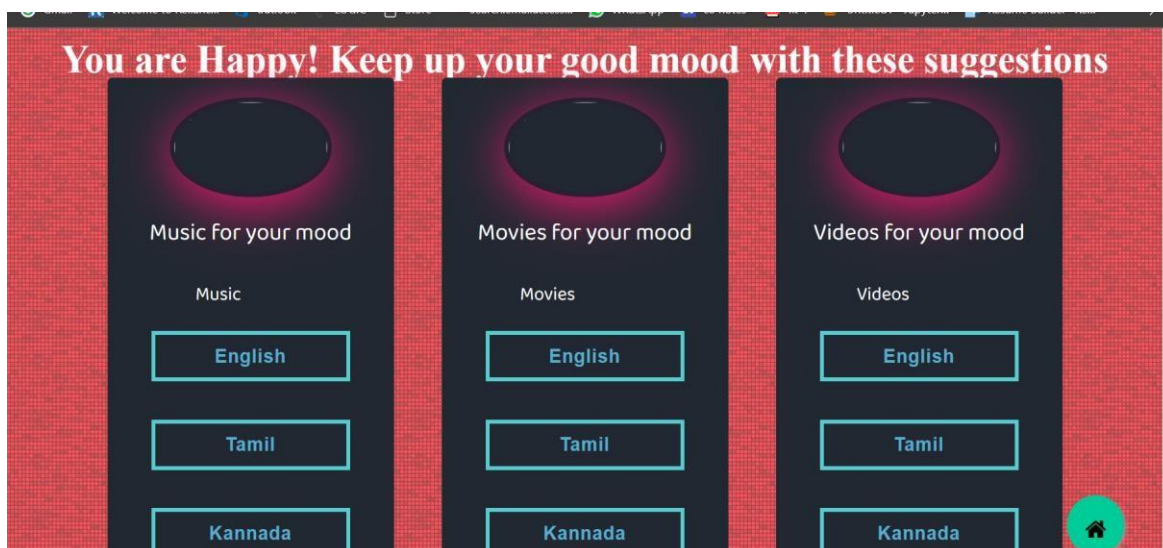 You are Happy! Keep up your good mood with these suggestions
Music for your mood
Movies for your mood
Videos for your mood
Music
Movies
Videos
English
English
English
Tamil
Tamil
Tamil
Kannada
Kannada
Kannada